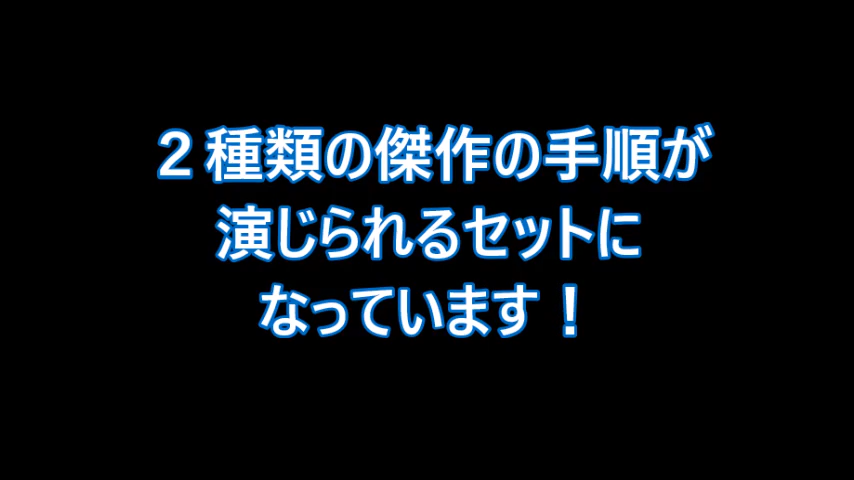 ２種類の傑作の手順が
演じられるセットに
なっています！